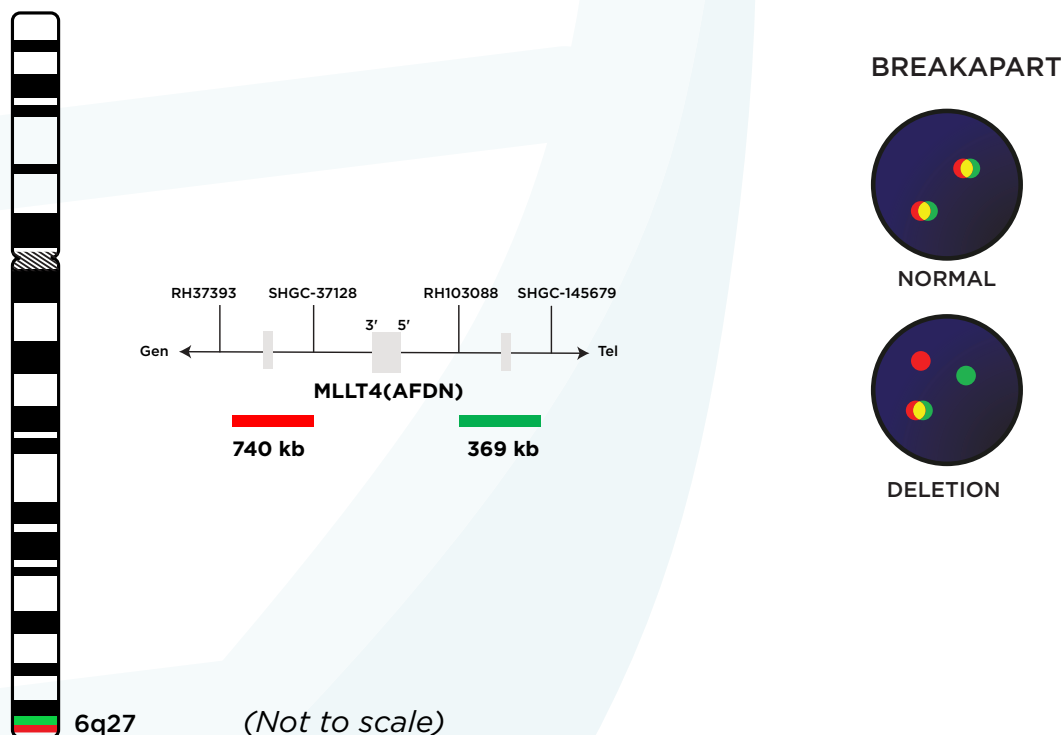 BREAKAPART
NORMAL
RH37393 SHGC-37128 RH103088 SHGC-145679
3' 5'
Gen Tel
MLLT4(AFDN)
740 kb 369 kb
DELETION
6q27 (Not to scale)